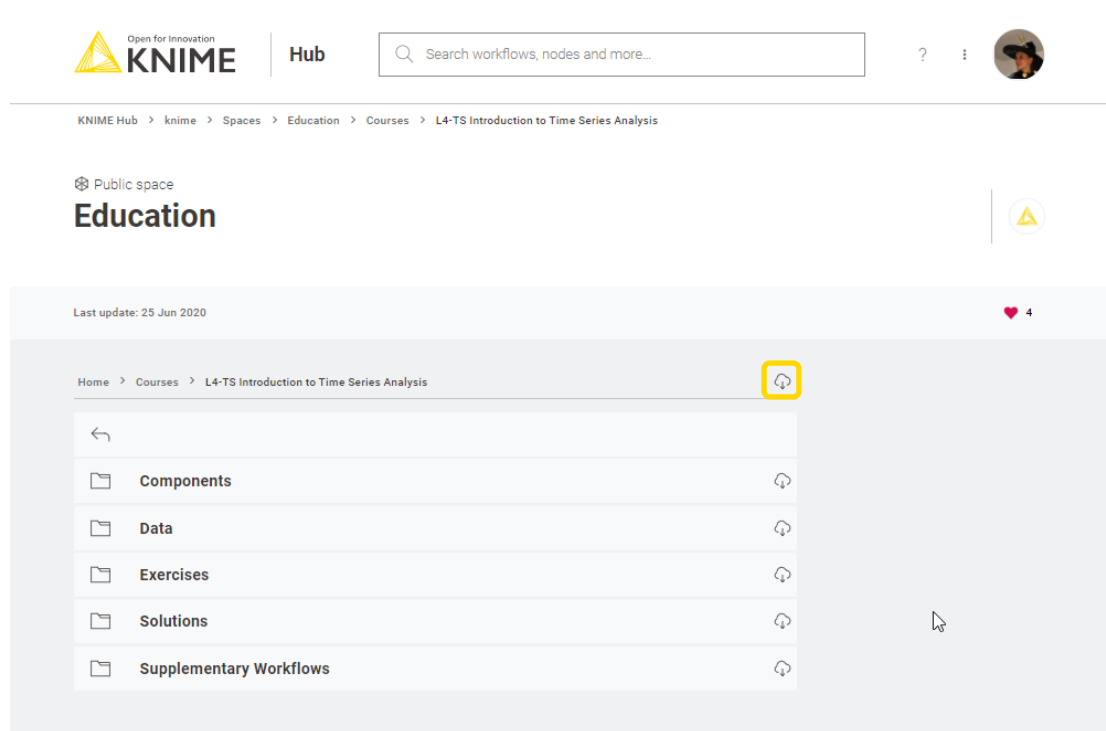 Open for Innovation
KNIME
Hub
Search workflows, nodes and more...
?
KNIME Hub > knime > Spaces > Education > Courses > L4-TS Introduction to Time Series Analysis
Public space
Education
Last update: 25 Jun 2020
4
Home > Courses > L4-TS Introduction to Time Series Analysis
Components
Data
Exercises
Solutions
Supplementary Workflows